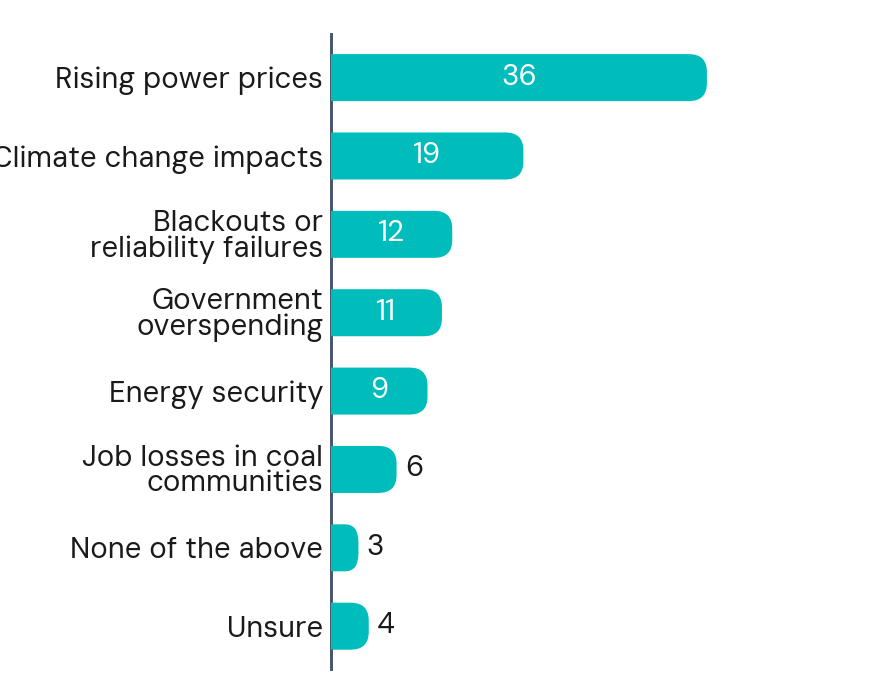 Rising power prices 36
Climate change impacts 19
Blackouts or
reliability failures 12
Government
overspending 11
Energy security 9
Job losses in coal
communities 6
None of the above 3
Unsure 4